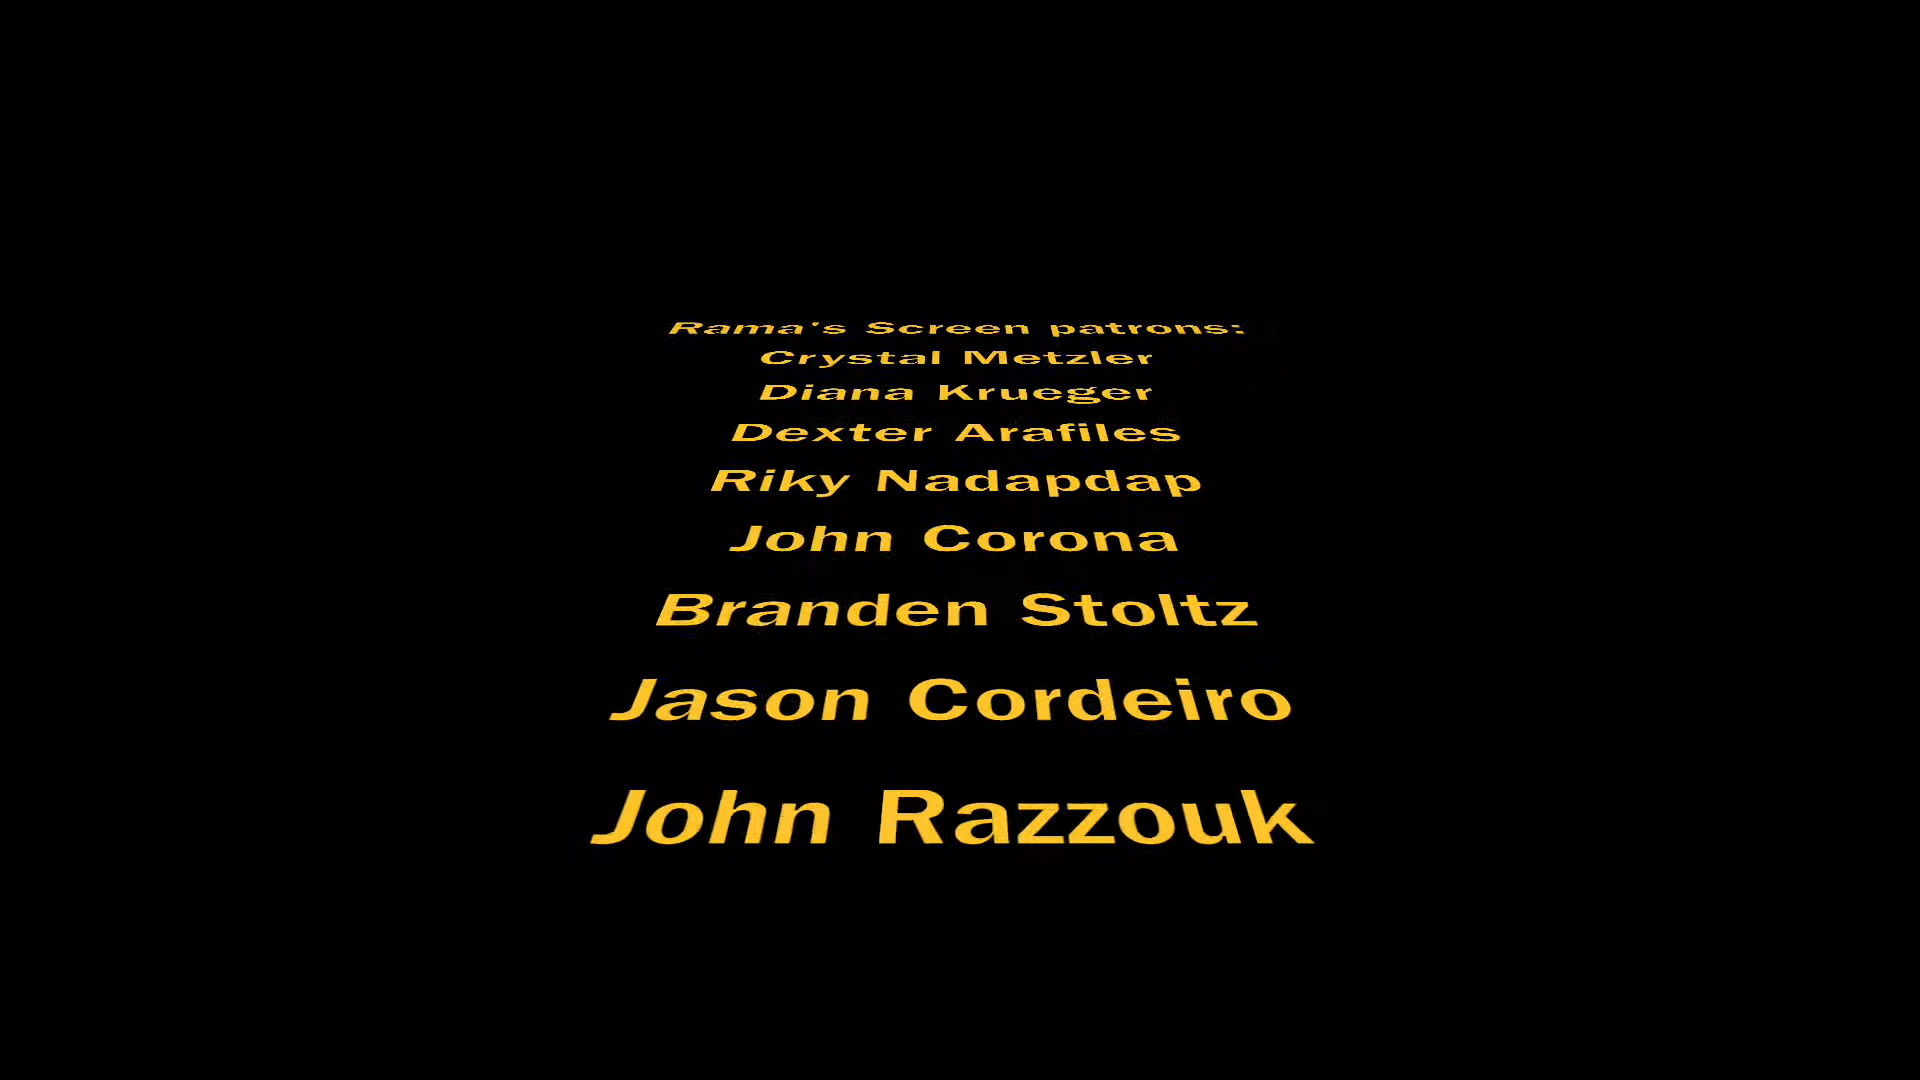 Rama's Screen patrons:
Crystal Metzler
Diana Krueger
Dexter Arafiles
Riky Nadapdap
John Corona
Branden Stoltz
Jason Cordeiro
John Razzouk